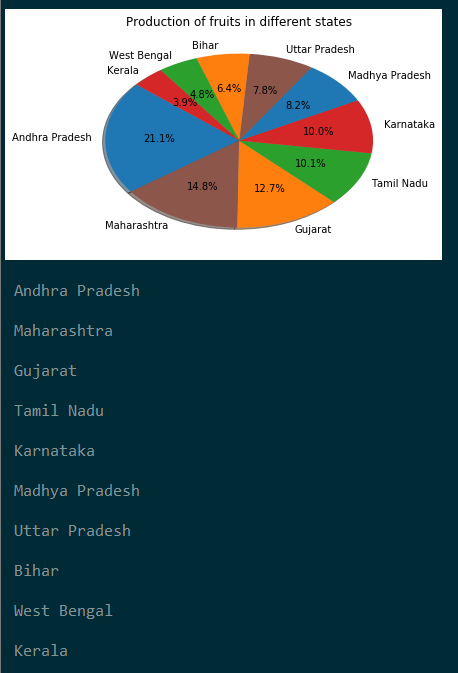 Production of fruits in different states
Bihar
Uttar Pradesh
West Bengal
Kerala
Madhya Pradesh
6.4%
7.8%
4.8%
3.9%
8.2%
Karnataka
10.0%
Andhra Pradesh
21.1%
10.1%
Tamil Nadu
14.8%
12.7%
Maharashtra
Gujarat
Andhra Pradesh
Maharashtra
Gujarat
Tamil Nadu
Karnataka
Madhya Pradesh
Uttar Pradesh
Bihar
West Bengal
Kerala